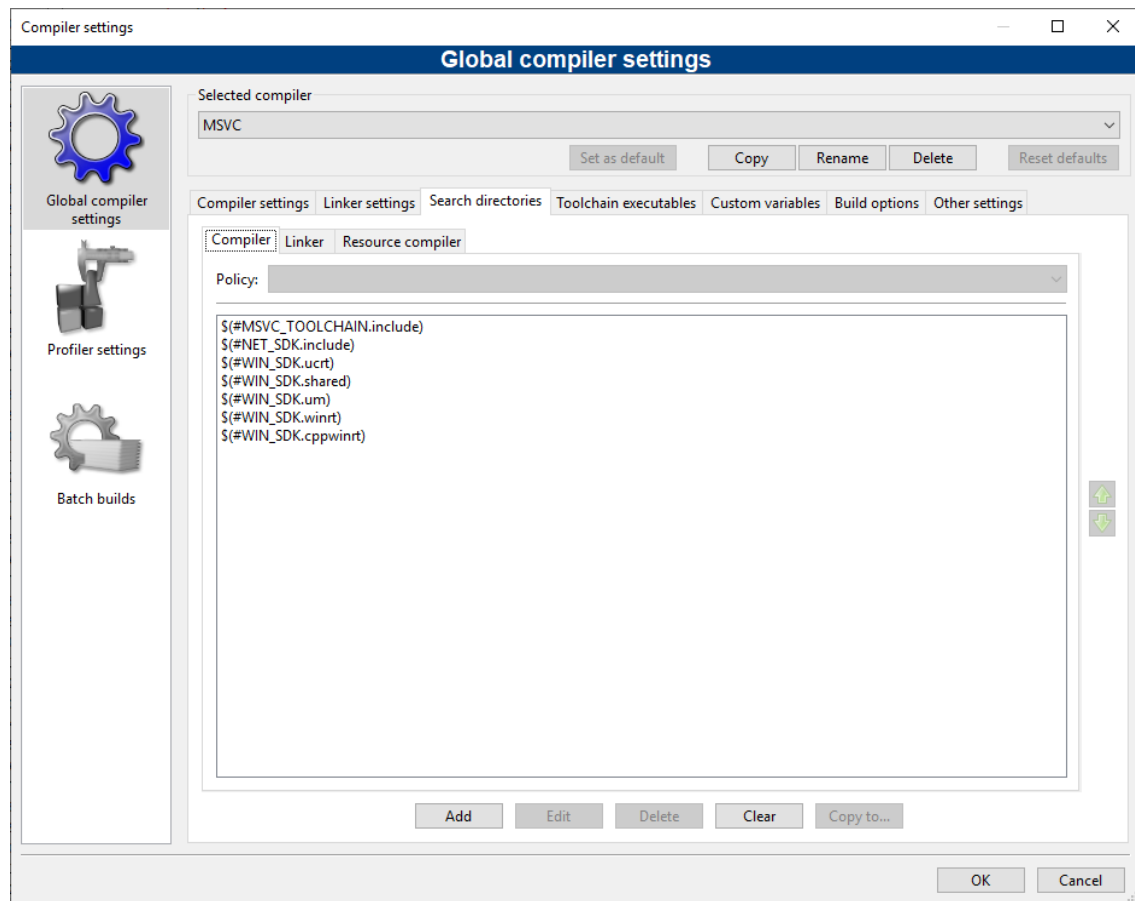 Compiler settings
Global compiler settings
Global compiler
settings
Profiler settings
Batch builds
Selected compiler
MSVC
Set as default Copy Rename Delete Reset defaults
Compiler settings Linker settings Search directories Toolchain executables Custom variables Build options Other settings
Compiler Linker Resource compiler
Policy:
$(#MSVC_TOOLCHAIN.include)
$(#NET_SDK.include)
$(#WIN_SDK.ucrt)
$(#WIN_SDK.shared)
$(#WIN_SDK.um)
$(#WIN_SDK.winrt)
$(#WIN_SDK.cppwinrt)
Add Edit Delete Clear Copy to...
OK Cancel